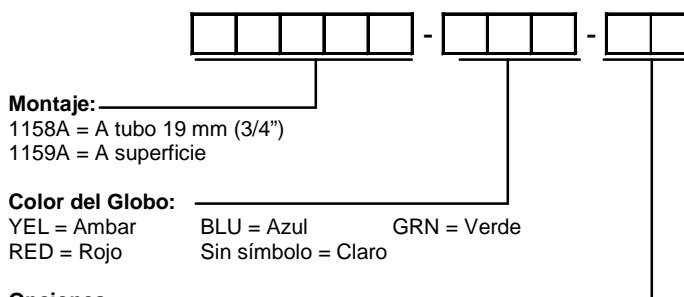 - -
Montaje:
1158A = A tubo 19 mm (3/4”)
1159A = A superficie
Color del Globo:
YEL = Ambar BLU = Azul GRN = Verde
RED = Rojo Sin símbolo = Claro